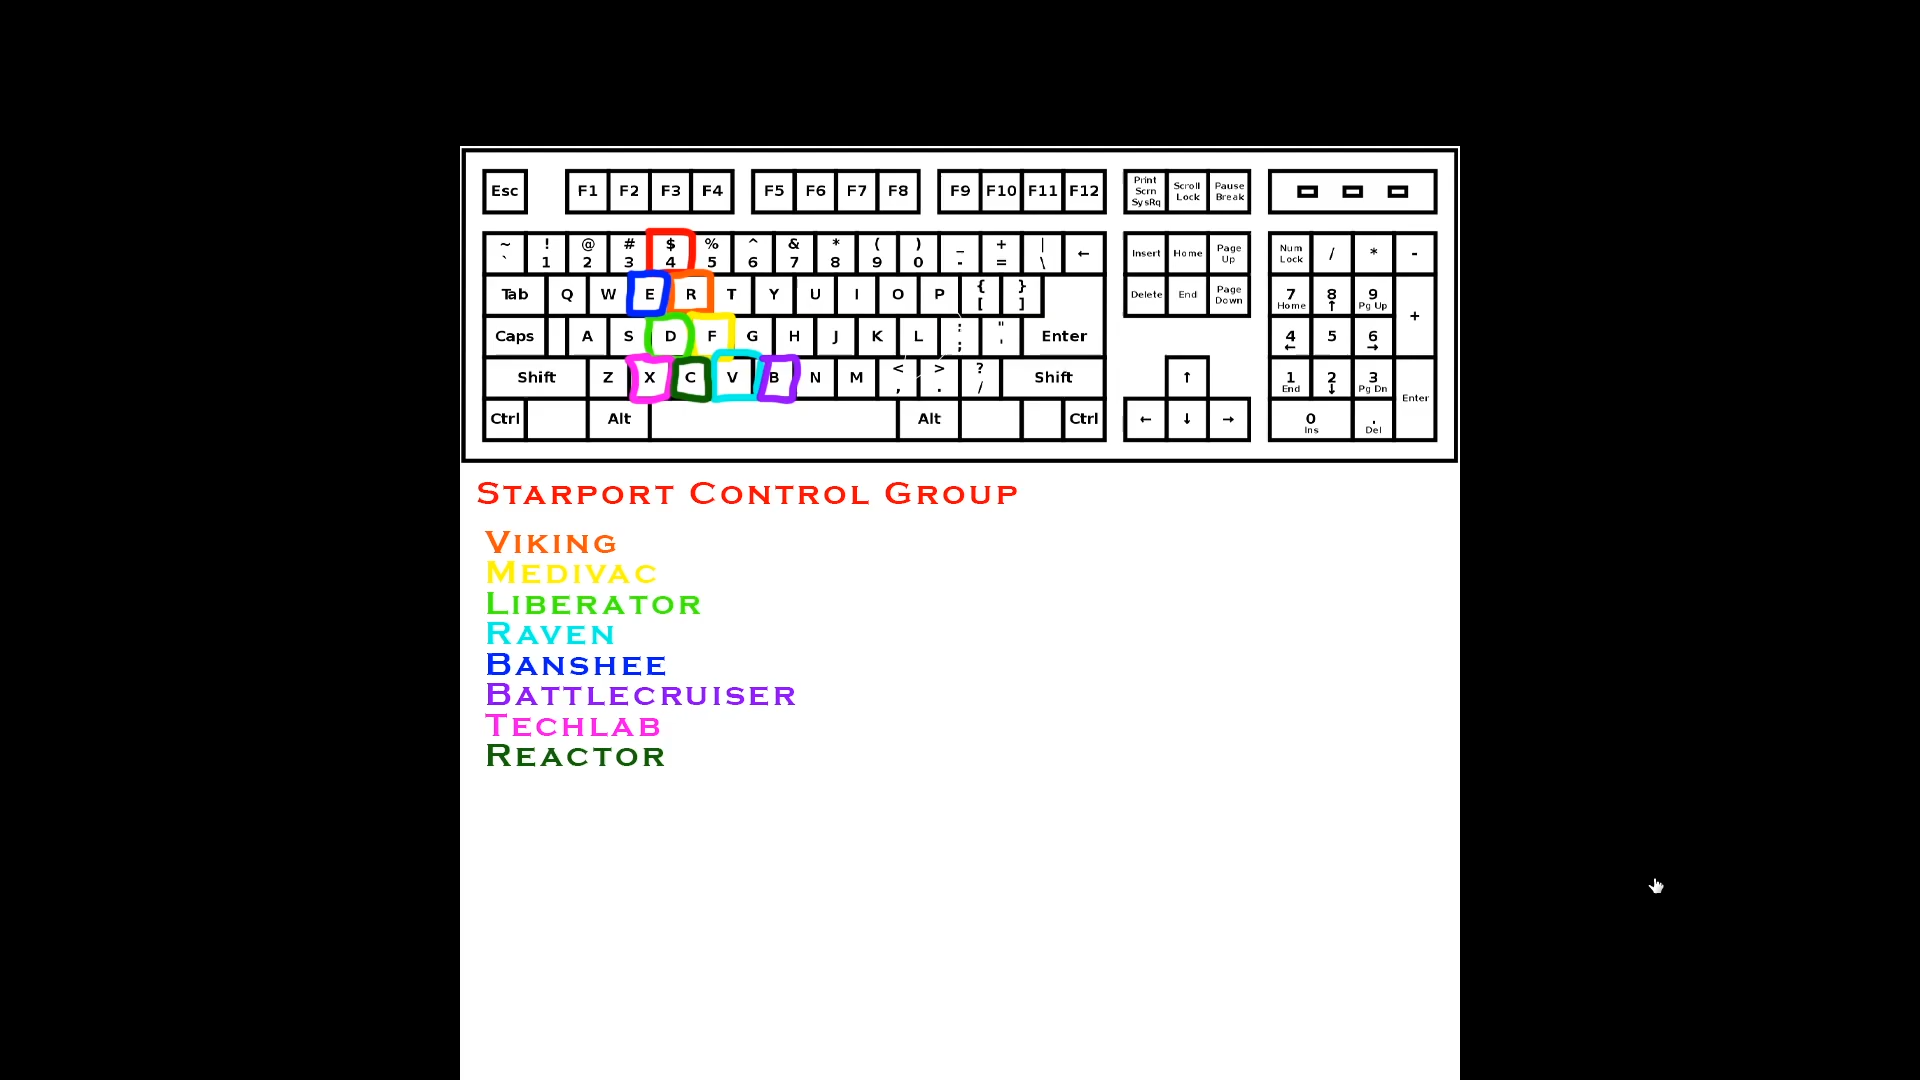 Esc F1 F2 F3 F4 F5 F6 F7 F8 F9 F10 F11 F12 Print Scrn SysRq Scroll Lock Pause Break
~ ` ! 1 @ 2 # 3 $ 4 % 5 ^ 6 & 7 * 8 ( 9 ) 0 _ - + = | \ ← Insert Home Page Up Num Lock / * -
Tab Q W E R T Y U I O P { [ } ] Delete End Page Down 7 Home 8 ↑ 9 Pg Up +
Caps A S D F G H J K L : ; " ' Enter 4 ← 5 6 →
Shift Z X C V B N M < , > . ? / Shift ↑ 1 End 2 ↓ 3 Pg Dn Enter
Ctrl Alt Alt Ctrl ← ↓ → 0 Ins . Del
Starport Control Group
Viking
Medivac
Liberator
Raven
Banshee
Battlecruiser
Techlab
Reactor